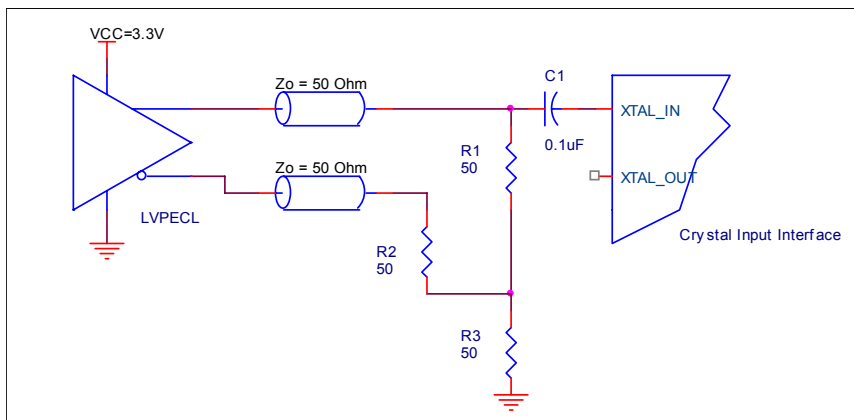 VCC=3.3V
Zo = 50 Ohm
C1
0.1uF
XTAL_IN
R1
50
Zo = 50 Ohm
XTAL_OUT
LVPECL
Crystal Input Interface
R2
50
R3
50